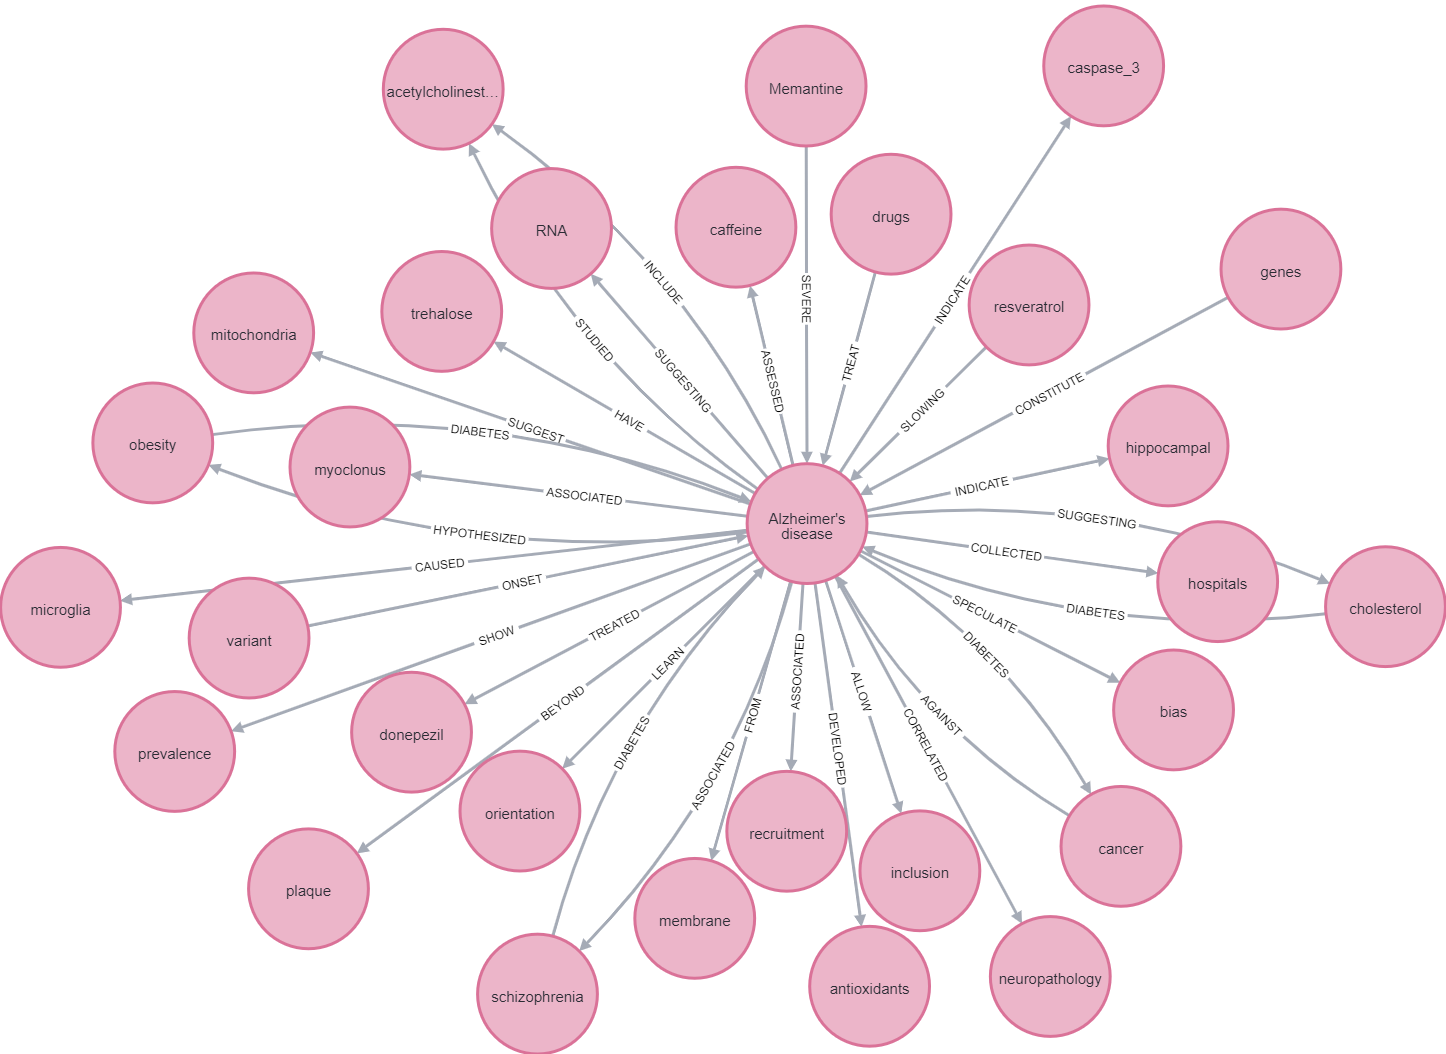 acetylcholinest...
Memantine
caspase_3
RNA
caffeine
drugs
genes
INCLUDE
SEVERE
INDICATE
resveratrol
trehalose
mitochondria
STUDIED
SUGGESTING
ASSESSED
TREAT
SLOWING
CONSTITUTE
HAVE
SUGGEST
DIABETES
obesity
myoclonus
hippocampal
ASSOCIATED
INDICATE
Alzheimer's
disease
SUGGESTING
HYPOTHESIZED
COLLECTED
CAUSED
ONSET
hospitals
microglia
variant
cholesterol
DIABETES
SPECULATE
SHOW
TREATED
LEARN
DIABETES
ASSOCIATED
ALLOW
BEYOND
FROM
AGAINST
bias
prevalence
donepezil
DIABETES
ASSOCIATED
DEVELOPED
CORRELATED
orientation
recruitment
cancer
inclusion
plaque
membrane
neuropathology
antioxidants
schizophrenia